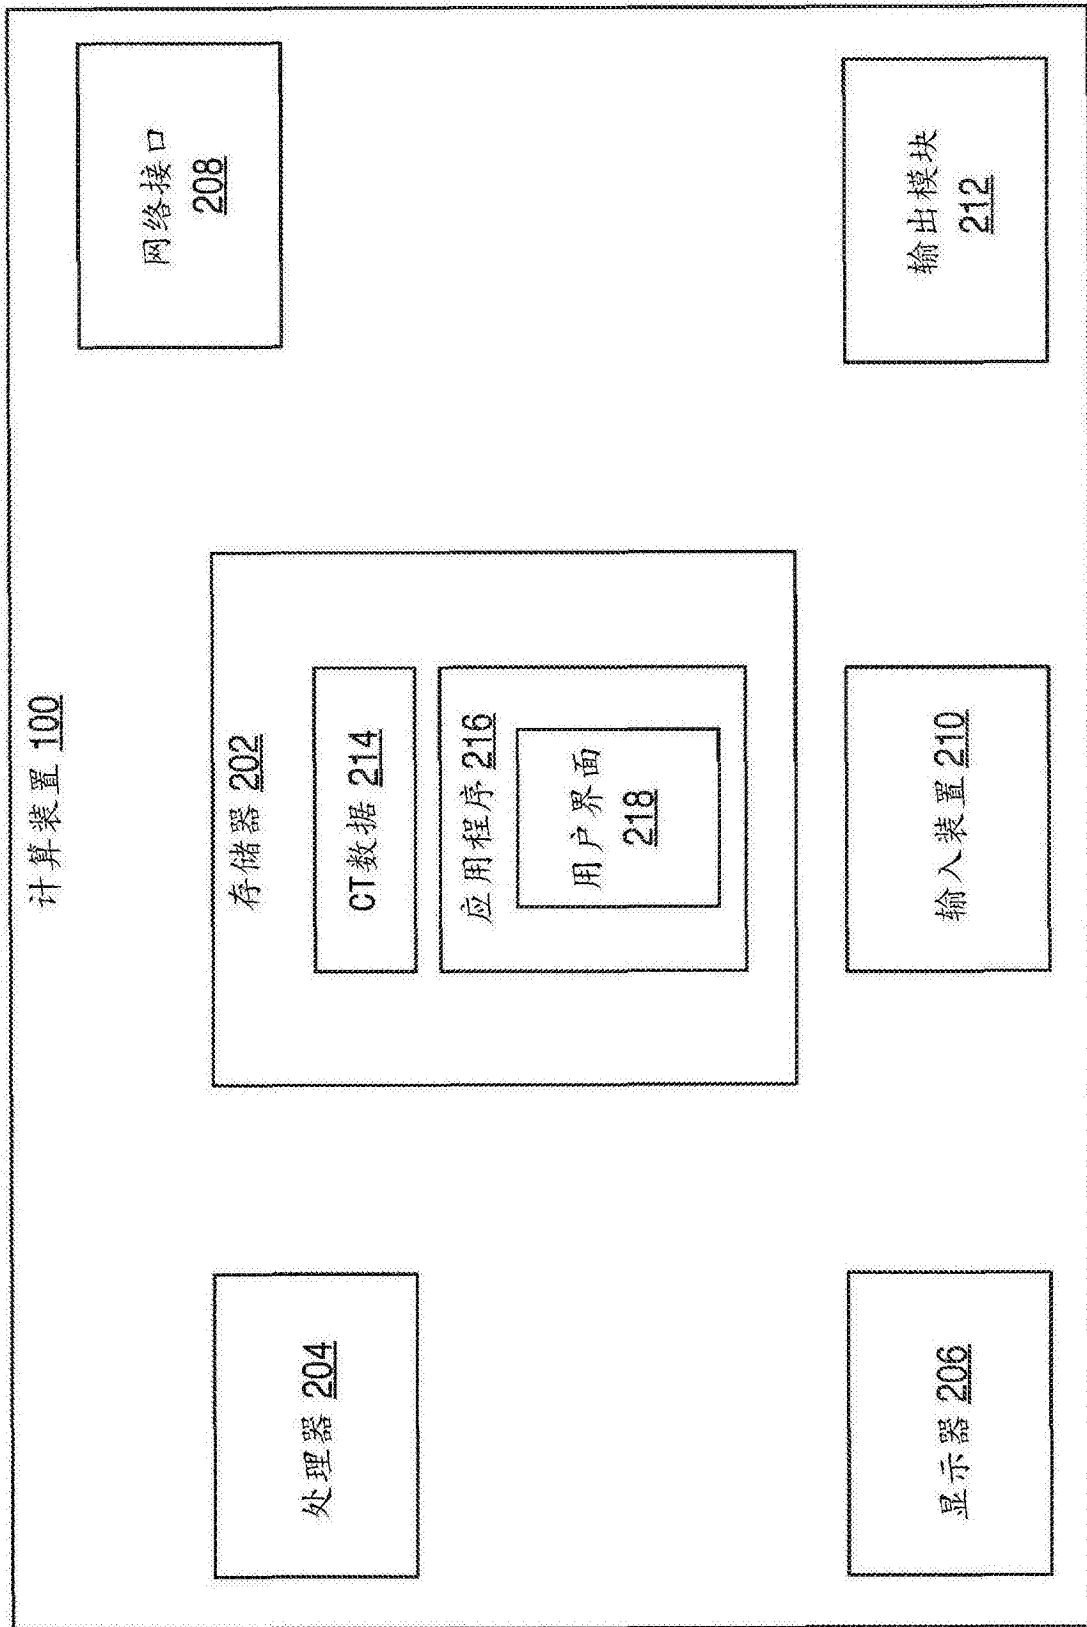 计算装置 100
处理器 204
存储器 202
CT数据 214
应用程序 216
用户界面
218
网络接口
208
显示器 206
输入装置 210
输出模块
212